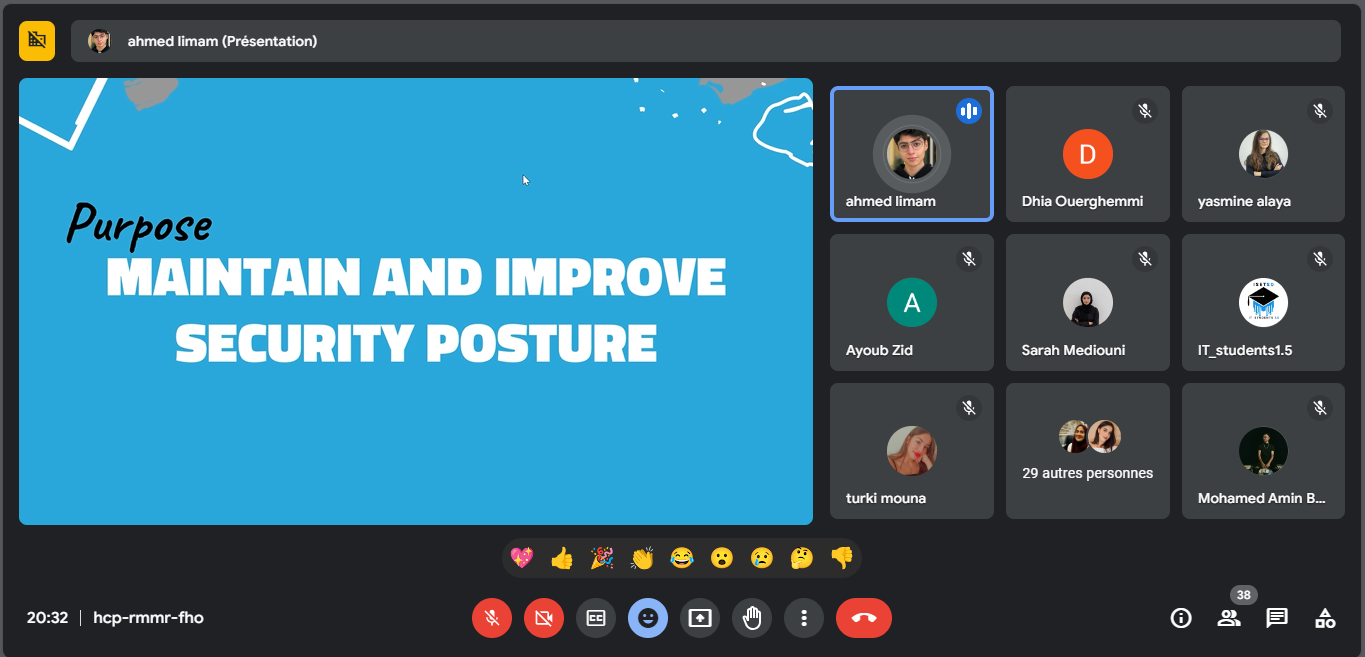 ahmed limam (Présentation)
Purpose
MAINTAIN AND IMPROVE
SECURITY POSTURE
ahmed limam
D
Dhia Ouerghemmi
yasmine alaya
A
Ayoub Zid
Sarah Mediouni
IT_students1.5
turki mouna
29 autres personnes
Mohamed Amin B...
20:32 | hcp-rmmr-fho
CC
38